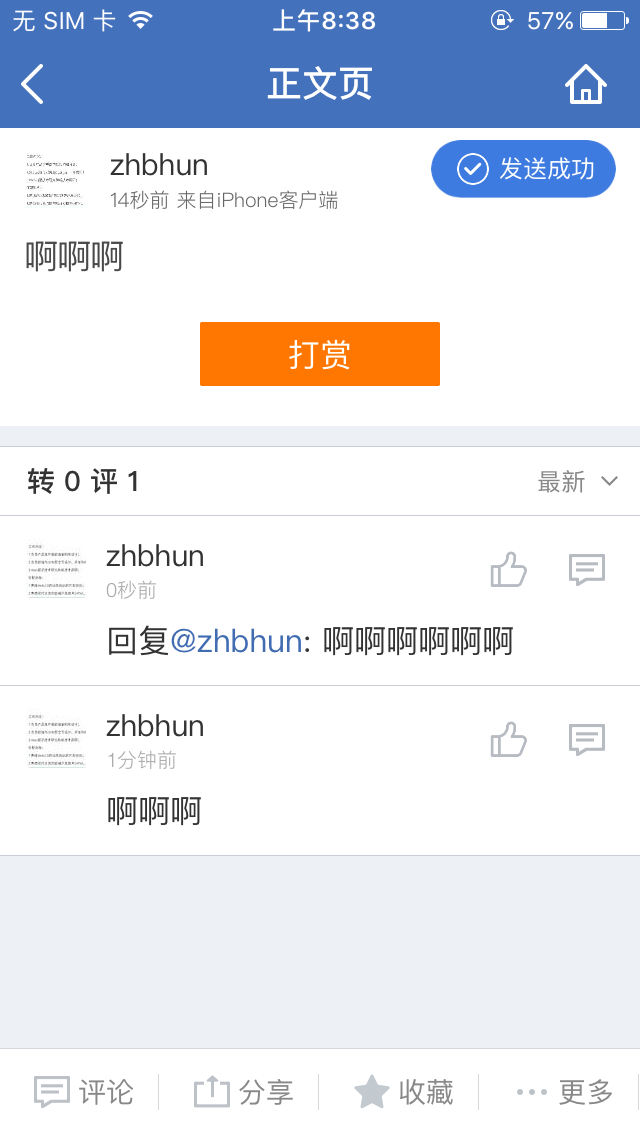 无 SIM 卡 上午8:38 57%
正文页
zhbhun
发送成功
14秒前 来自iPhone客户端
啊啊啊
打赏
转 0 评 1 最新
zhbhun
0秒前
回复@zhbhun: 啊啊啊啊啊啊
zhbhun
1分钟前
啊啊啊
评论 分享 收藏 更多